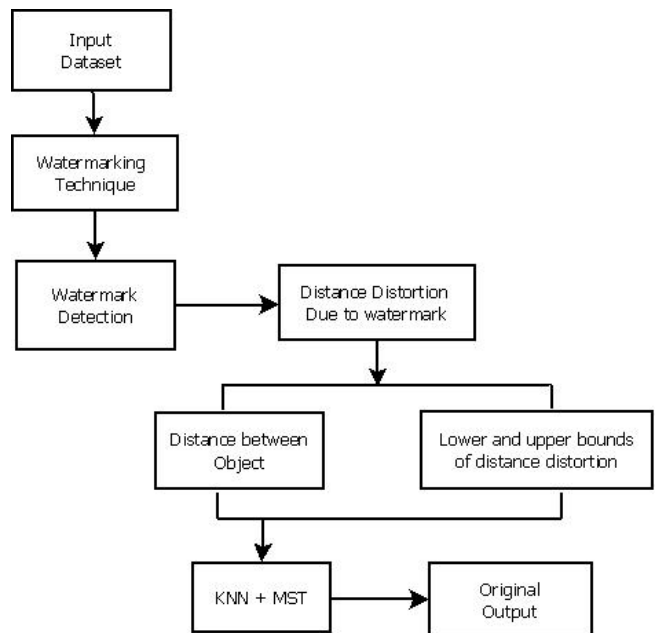 Input
Dataset
Watermarking
Technique
Watermark
Detection
Distance Distortion
Due to watermark
Distance between
Object
Lower and upper bounds
of distance distortion
KNN + MST
Original
Output